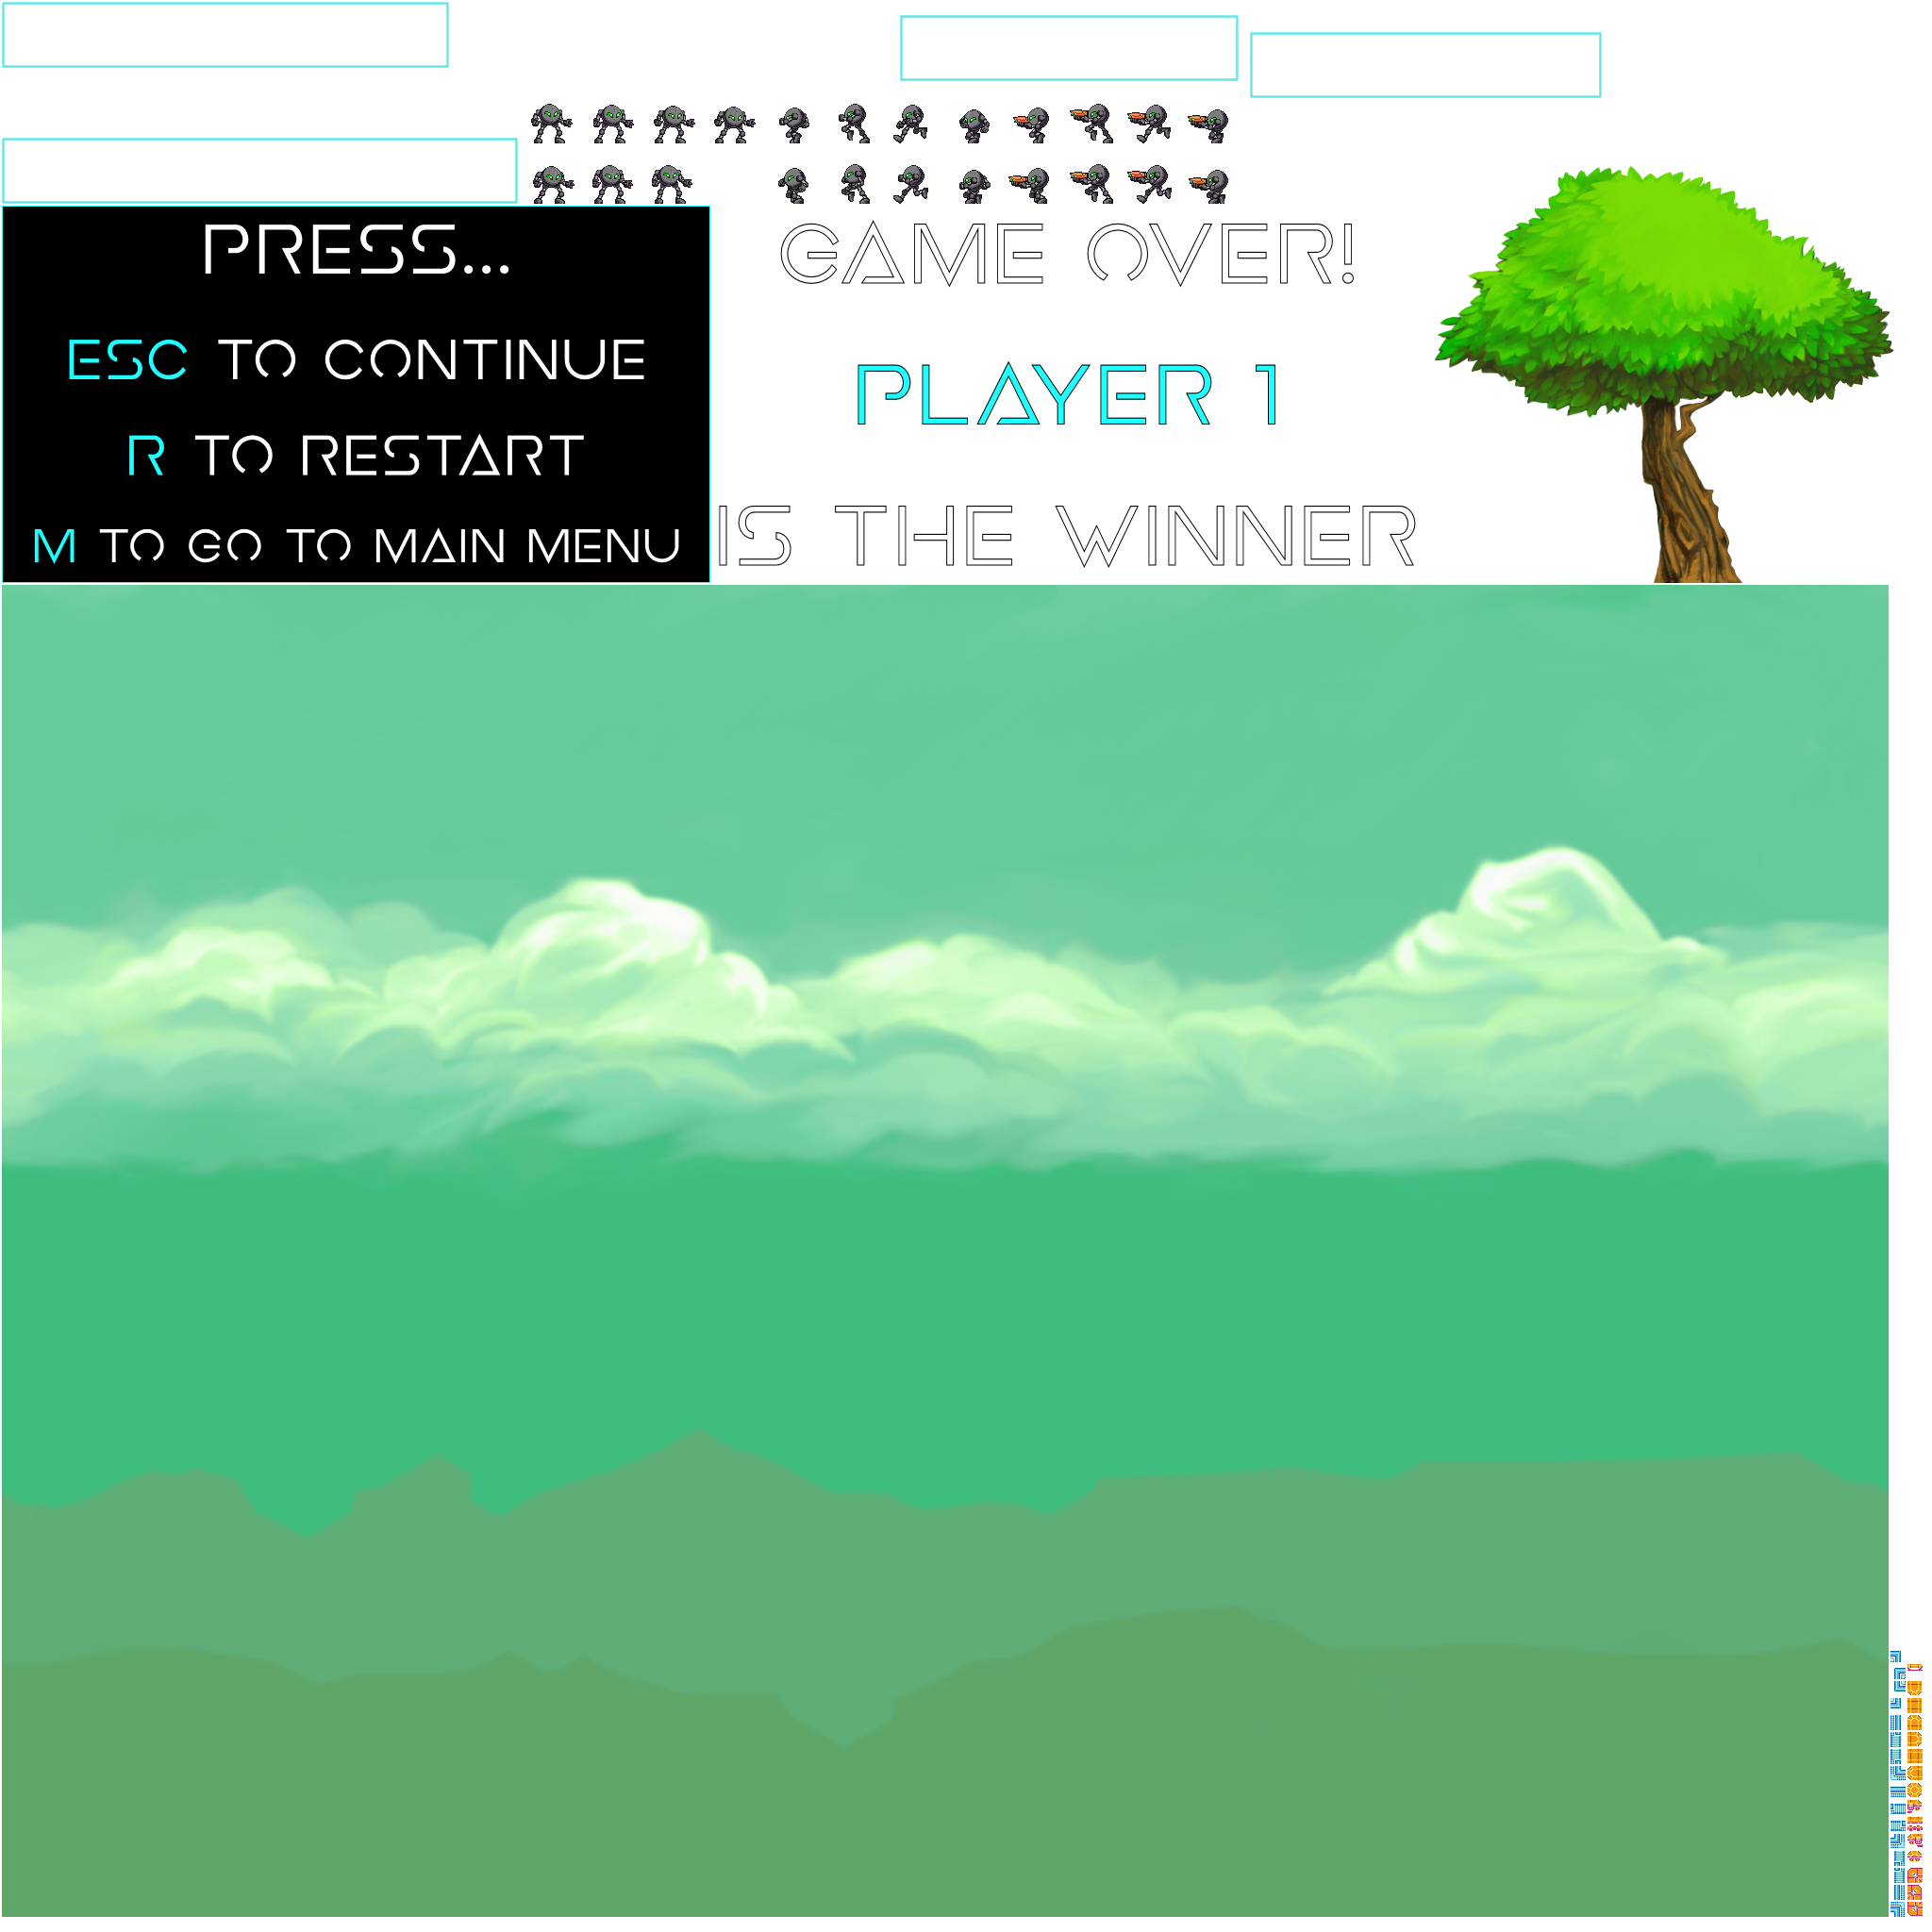 PRESS...
ESC TO CONTINUE
R TO RESTART
M TO GO TO MAIN MENU
GAME OVER!
PLAYER 1
IS THE WINNER